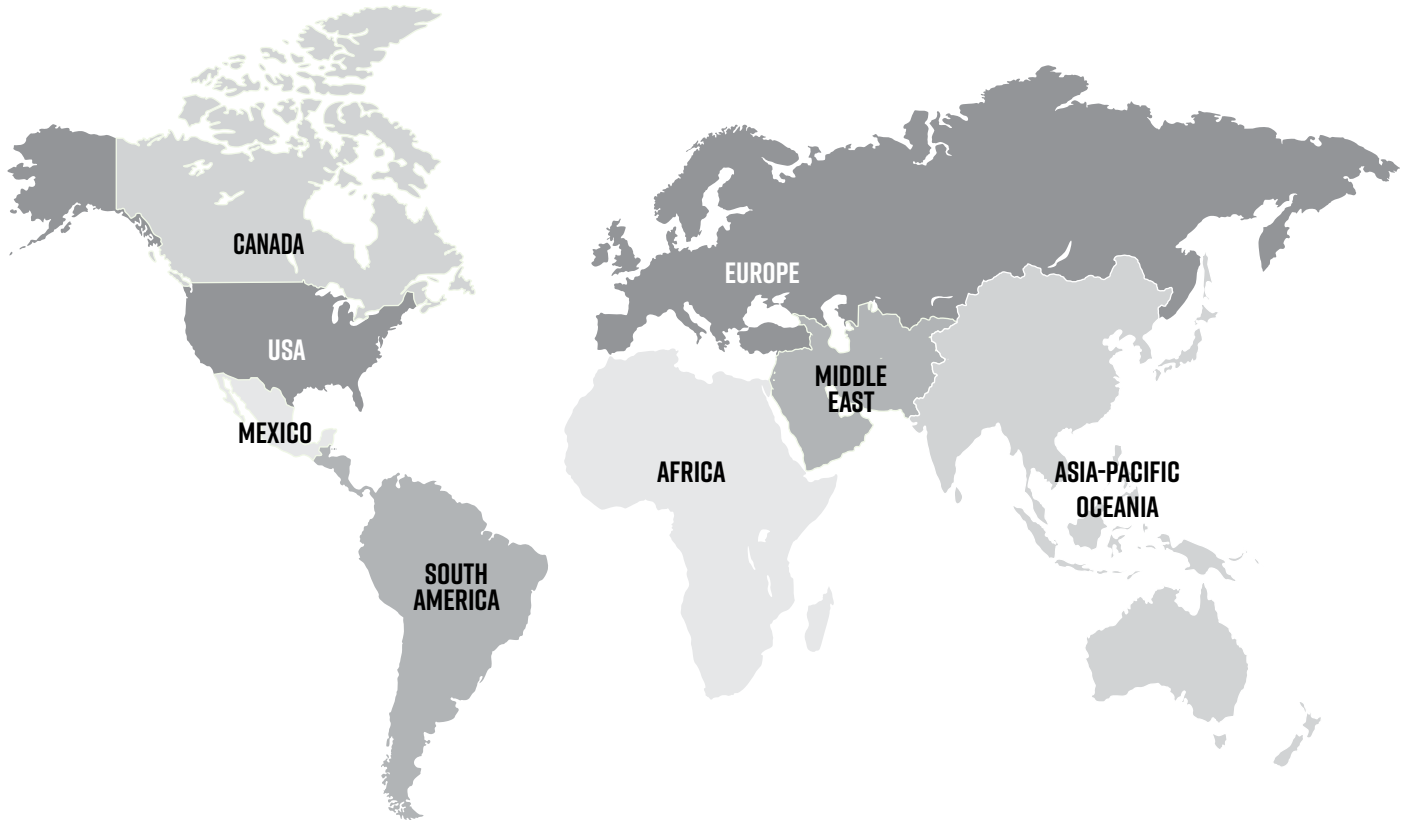 CANADA
EUROPE
USA
MIDDLE
EAST
MEXICO
AFRICA
ASIA-PACIFIC
OCEANIA
SOUTH
AMERICA